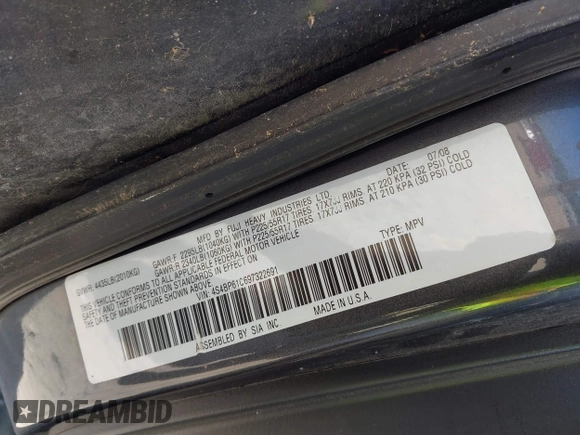 MFD. BY FUJI HEAVY INDUSTRIES LTD. DATE: 07/08
GVWR: 4435LB(2010KG)
GAWR:F 2295LB(1040KG) WITH P225/55R17 TIRES 17X7JJ RIMS AT 220 KPA (32 PSI) COLD
GAWR:R 2340LB(1060KG) WITH P225/55R17 TIRES 17X7JJ RIMS AT 210 KPA (30 PSI) COLD
THIS VEHICLE CONFORMS TO ALL APPLICABLE FEDERAL MOTOR VEHICLE
SAFETY AND THEFT PREVENTION STANDARDS IN EFFECT
ON THE DATE OF MANUFACTURE SHOWN ABOVE
VIN: 4S4BP61C697322691 TYPE: MPV
ASSEMBLED BY SIA INC. MADE IN U.S.A.
DREAMBID